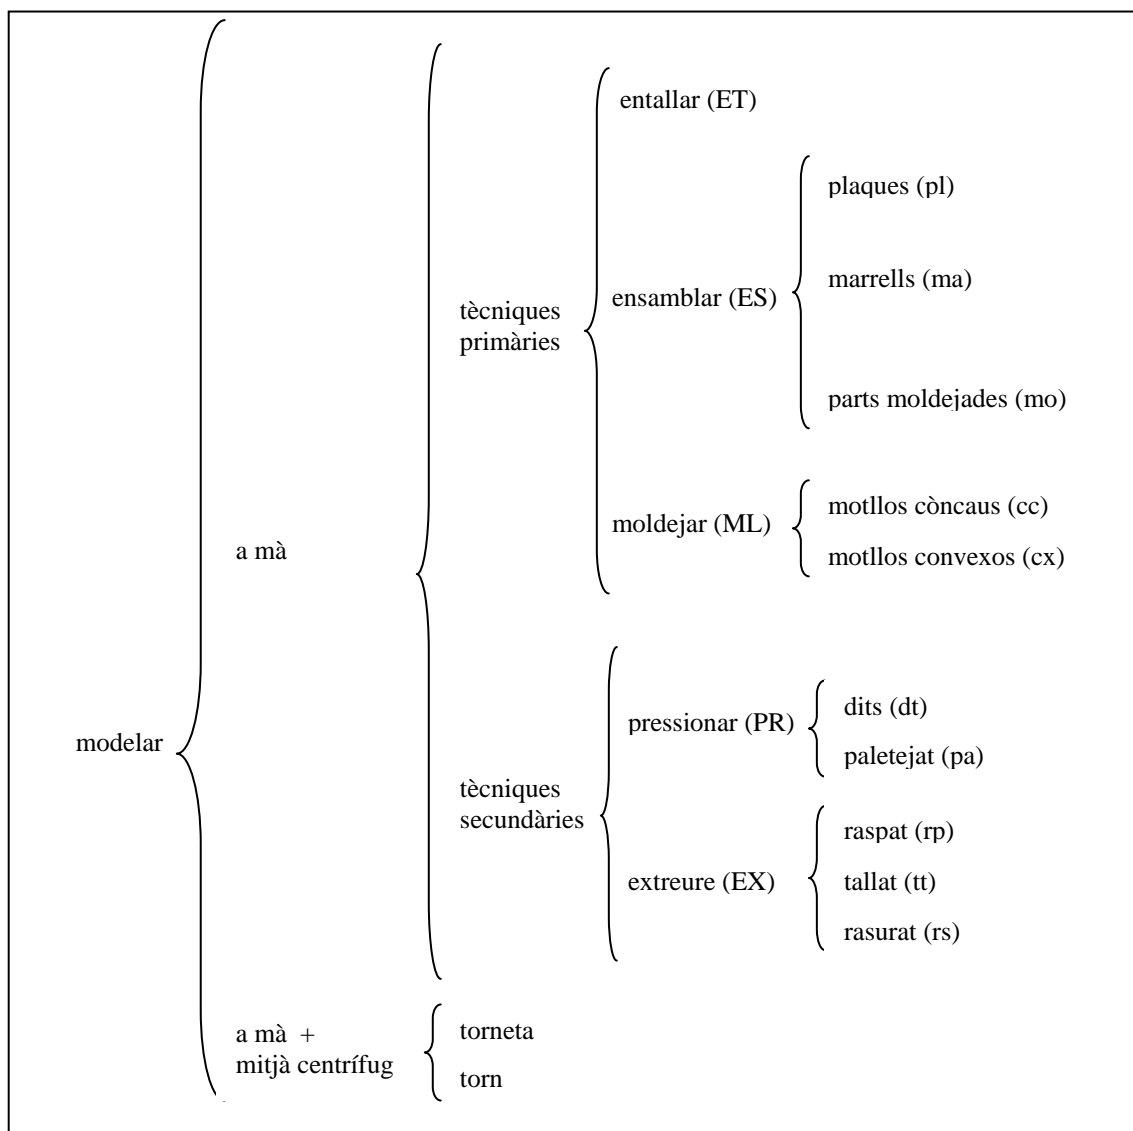 entallar (ET)
plaques (pl)
marrells (ma)
ensamblar (ES)
tècniques
primàries
parts moldejades (mo)
motllos còncaus (cc)
moldejar (ML)
a mà
motllos convexos (cx)
dits (dt)
pressionar (PR)
modelar
paletejat (pa)
tècniques
secundàries
raspat (rp)
extreure (EX)
tallat (tt)
rasurat (rs)
a mà +
mitjà centrífug
torneta
torn